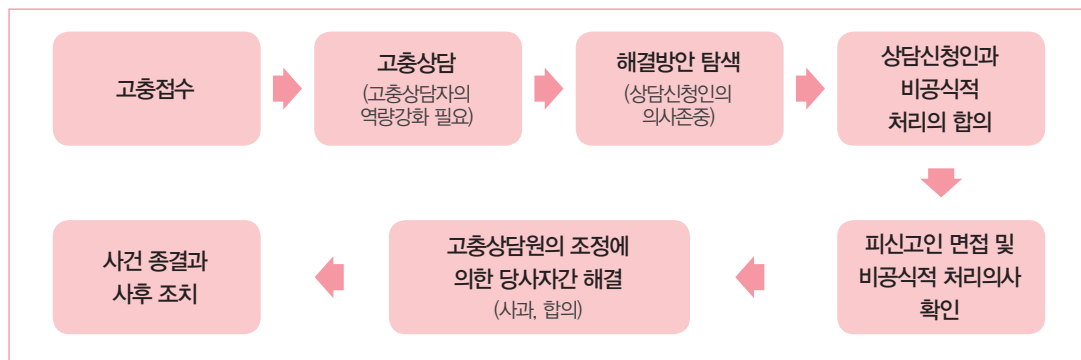 고충접수
고충상담
(고충상담자의
역량강화 필요)
해결방안 탐색
(상담신청인의
의사존중)
상담신청인과
비공식적
처리의 합의
피신고인 면접 및
비공식적 처리의사
확인
고충상담원의 조정에
의한 당사자간 해결
(사과, 합의)
사건 종결과
사후 조치